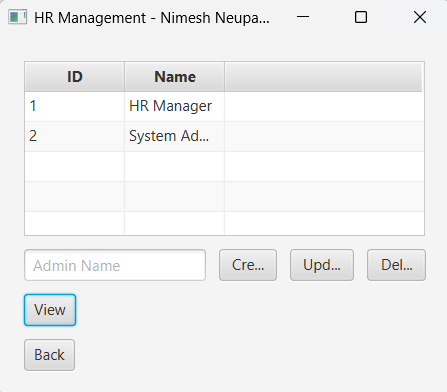 HR Management - Nimesh Neupa...
ID Name
1 HR Manager
2 System Ad...
Admin Name Cre... Upd... Del...
View
Back